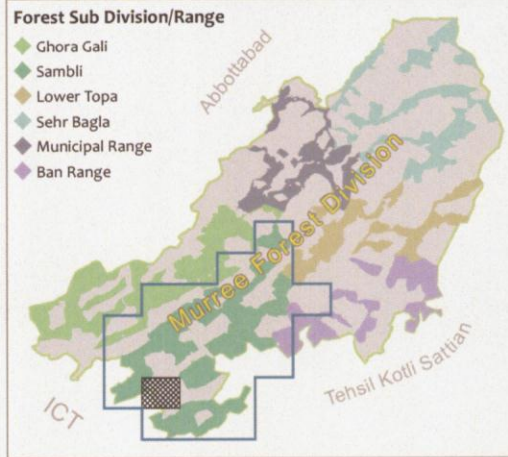 Forest Sub Division/Range
Ghora Gali
Sambli
Lower Topa
Sehr Bagla
Municipal Range
Ban Range
Abbottabad
Murree Forest Division
Tehsil Kotli Sattian
ICT